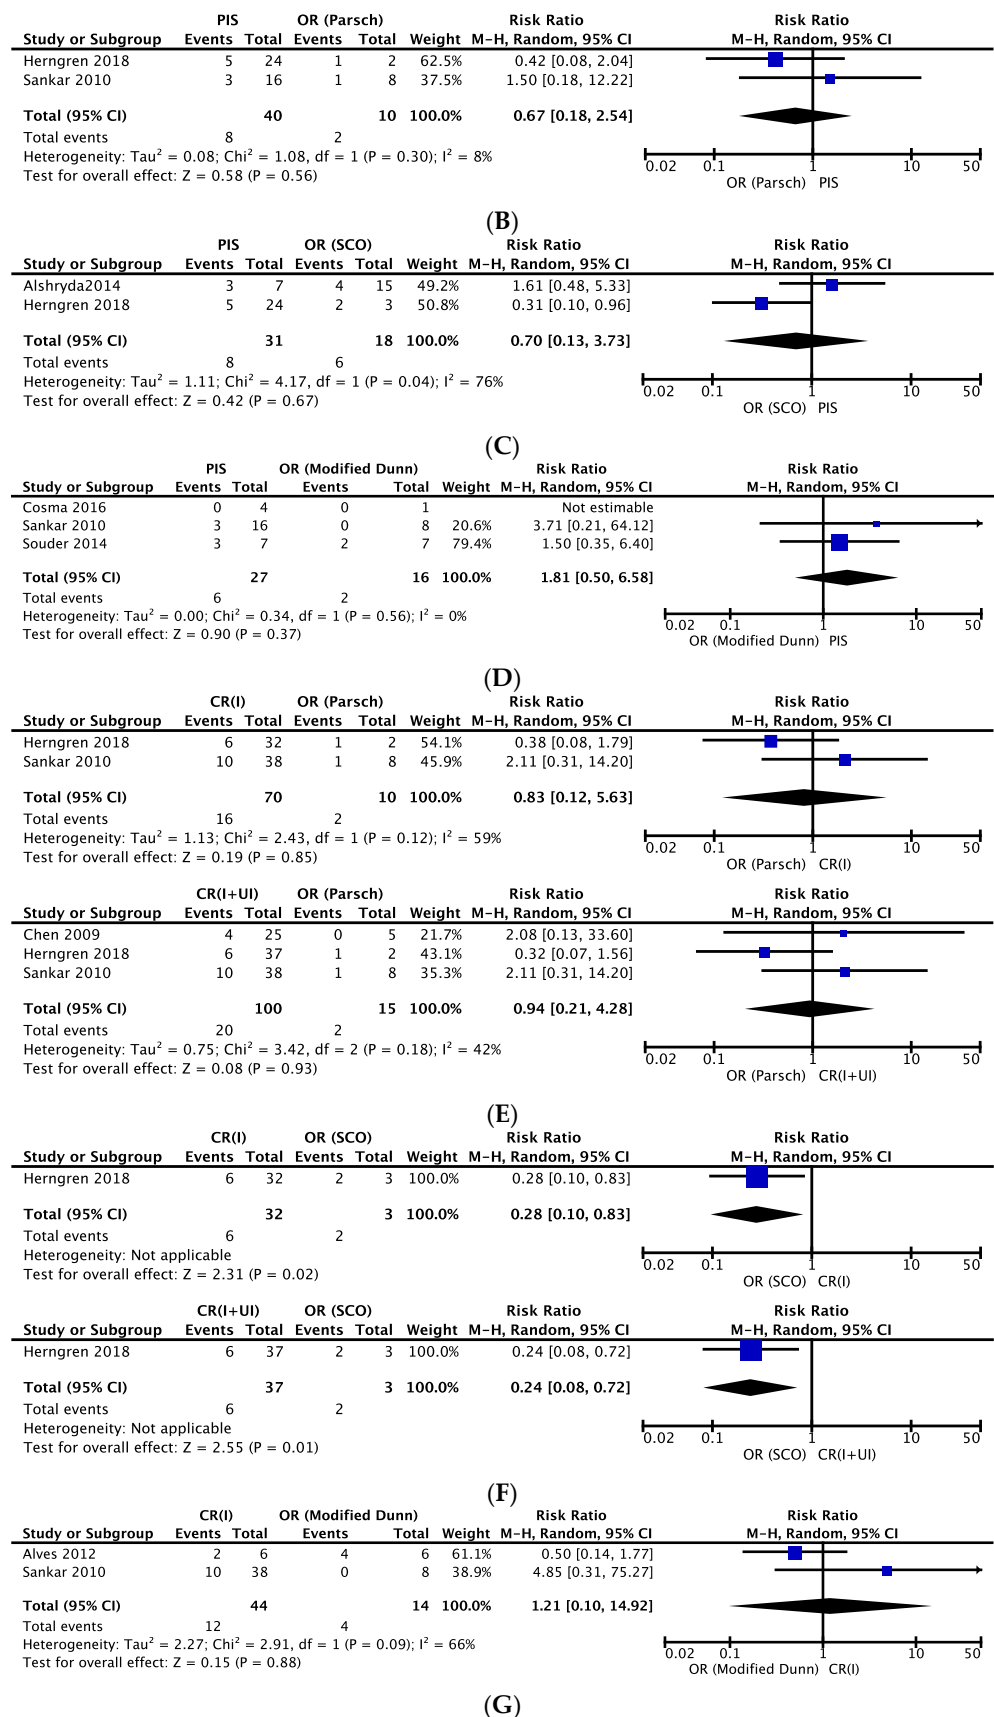 PIS OR (Parsch) Risk Ratio Risk Ratio
Study or Subgroup Events Total Events Total Weight M-H, Random, 95% CI M-H, Random, 95% CI
Herngren 2018 5 24 1 2 62.5% 0.42 [0.08, 2.04]
Sankar 2010 3 16 1 8 37.5% 1.50 [0.18, 12.22]
Total (95% CI) 40 10 100.0% 0.67 [0.18, 2.54]
Total events 8 2
Heterogeneity: Tau² = 0.08; Chi² = 1.08, df = 1 (P = 0.30); I² = 8%
Test for overall effect: Z = 0.58 (P = 0.56)
0.02 0.1 1 10 50
OR (Parsch) PIS
(B)
PIS OR (SCO) Risk Ratio Risk Ratio
Study or Subgroup Events Total Events Total Weight M-H, Random, 95% CI M-H, Random, 95% CI
Alshryda2014 3 7 4 15 49.2% 1.61 [0.48, 5.33]
Herngren 2018 5 24 2 3 50.8% 0.31 [0.10, 0.96]
Total (95% CI) 31 18 100.0% 0.70 [0.13, 3.73]
Total events 8 6
Heterogeneity: Tau² = 1.11; Chi² = 4.17, df = 1 (P = 0.04); I² = 76%
Test for overall effect: Z = 0.42 (P = 0.67)
0.02 0.1 1 10 50
OR (SCO) PIS
(C)
PIS OR (Modified Dunn) Risk Ratio Risk Ratio
Study or Subgroup Events Total Events Total Weight M-H, Random, 95% CI M-H, Random, 95% CI
Cosma 2016 0 4 0 1 Not estimable
Sankar 2010 3 16 0 8 20.6% 3.71 [0.21, 64.12]
Souder 2014 3 7 2 7 79.4% 1.50 [0.35, 6.40]
Total (95% CI) 27 16 100.0% 1.81 [0.50, 6.58]
Total events 6 2
Heterogeneity: Tau² = 0.00; Chi² = 0.34, df = 1 (P = 0.56); I² = 0%
Test for overall effect: Z = 0.90 (P = 0.37)
0.02 0.1 1 10 50
OR (Modified Dunn) PIS
(D)
CR(I) OR (Parsch) Risk Ratio Risk Ratio
Study or Subgroup Events Total Events Total Weight M-H, Random, 95% CI M-H, Random, 95% CI
Herngren 2018 6 32 1 2 54.1% 0.38 [0.08, 1.79]
Sankar 2010 10 38 1 8 45.9% 2.11 [0.31, 14.20]
Total (95% CI) 70 10 100.0% 0.83 [0.12, 5.63]
Total events 16 2
Heterogeneity: Tau² = 1.13; Chi² = 2.43, df = 1 (P = 0.12); I² = 59%
Test for overall effect: Z = 0.19 (P = 0.85)
0.02 0.1 1 10 50
OR (Parsch) CR(I)
CR(I+UI) OR (Parsch) Risk Ratio Risk Ratio
Study or Subgroup Events Total Events Total Weight M-H, Random, 95% CI M-H, Random, 95% CI
Chen 2009 4 25 0 5 21.7% 2.08 [0.13, 33.60]
Herngren 2018 6 37 1 2 43.1% 0.32 [0.07, 1.56]
Sankar 2010 10 38 1 8 35.3% 2.11 [0.31, 14.20]
Total (95% CI) 100 15 100.0% 0.94 [0.21, 4.28]
Total events 20 2
Heterogeneity: Tau² = 0.75; Chi² = 3.42, df = 2 (P = 0.18); I² = 42%
Test for overall effect: Z = 0.08 (P = 0.93)
0.02 0.1 1 10 50
OR (Parsch) CR(I+UI)
(E)
CR(I) OR (SCO) Risk Ratio Risk Ratio
Study or Subgroup Events Total Events Total Weight M-H, Random, 95% CI M-H, Random, 95% CI
Herngren 2018 6 32 2 3 100.0% 0.28 [0.10, 0.83]
Total (95% CI) 32 3 100.0% 0.28 [0.10, 0.83]
Total events 6 2
Heterogeneity: Not applicable
Test for overall effect: Z = 2.31 (P = 0.02)
0.02 0.1 1 10 50
OR (SCO) CR(I)
CR(I+UI) OR (SCO) Risk Ratio Risk Ratio
Study or Subgroup Events Total Events Total Weight M-H, Random, 95% CI M-H, Random, 95% CI
Herngren 2018 6 37 2 3 100.0% 0.24 [0.08, 0.72]
Total (95% CI) 37 3 100.0% 0.24 [0.08, 0.72]
Total events 6 2
Heterogeneity: Not applicable
Test for overall effect: Z = 2.55 (P = 0.01)
0.02 0.1 1 10 50
OR (SCO) CR(I+UI)
(F)
CR(I) OR (Modified Dunn) Risk Ratio Risk Ratio
Study or Subgroup Events Total Events Total Weight M-H, Random, 95% CI M-H, Random, 95% CI
Alves 2012 2 6 4 6 61.1% 0.50 [0.14, 1.77]
Sankar 2010 10 38 0 8 38.9% 4.85 [0.31, 75.27]
Total (95% CI) 44 14 100.0% 1.21 [0.10, 14.92]
Total events 12 4
Heterogeneity: Tau² = 2.27; Chi² = 2.91, df = 1 (P = 0.09); I² = 66%
Test for overall effect: Z = 0.15 (P = 0.88)
0.02 0.1 1 10 50
OR (Modified Dunn) CR(I)
(G)